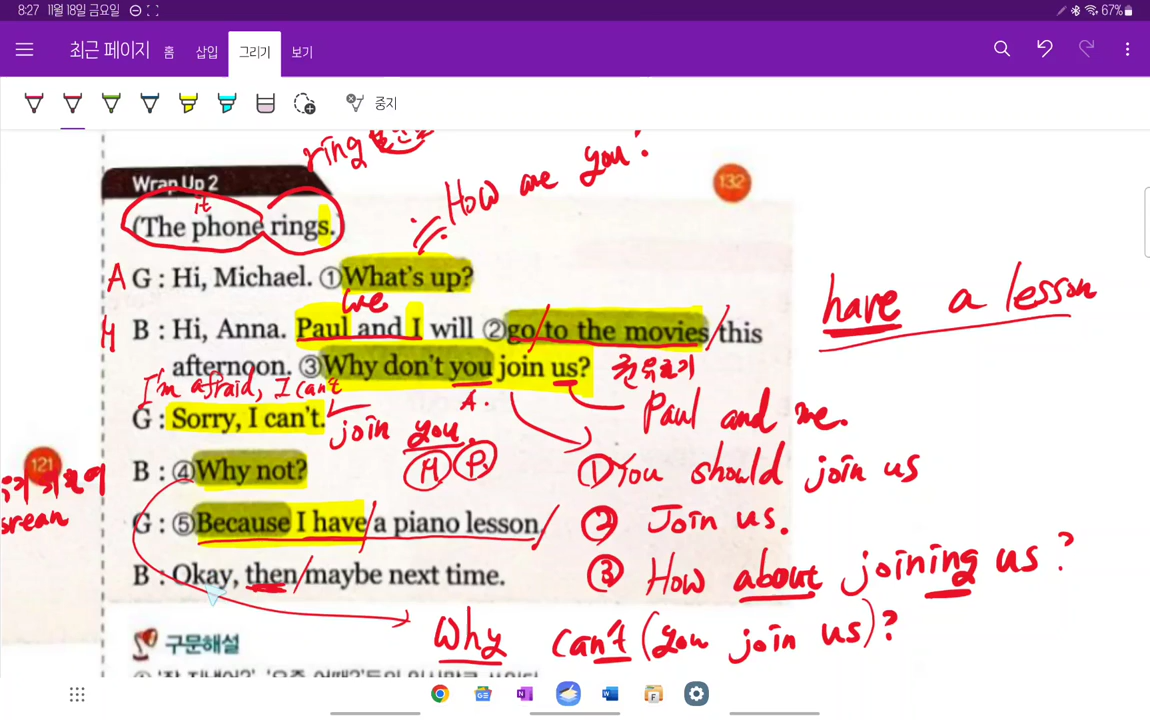 8:27 11월 18일 금요일
67%
최근 페이지 홈 삽입 그리기 보기
중지
ring
How are you?
Wrap Up 2
132
it
(The phone rings.
A G : Hi, Michael. ① What's up?
we
M B : Hi, Anna. Paul and I will ② go / to the movies / this
afternoon. ③ Why don't you join us? 권유하기
A.
I'm afraid, I can't
G : Sorry, I can't.
join you.
M P.
Paul and me.
have a lesson
121
B : ④ Why not?
① You should join us
G : ⑤ Because I have / a piano lesson. /
② Join us.
B : Okay, then / maybe next time.
③ How about joining us?
Why can't (you join us)?
구문해설